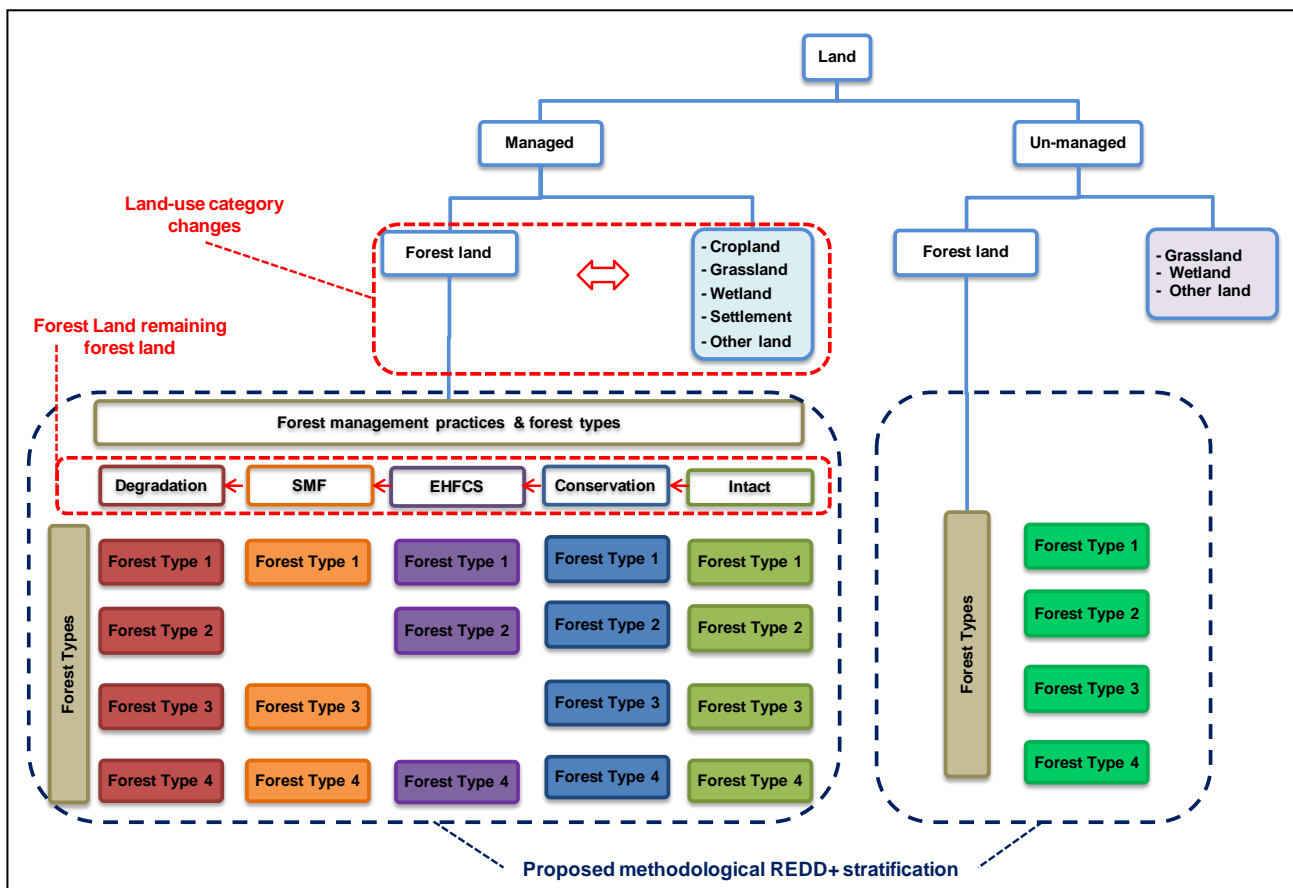 Land
Managed
Un-managed
Land-use category
changes
Forest land
- Cropland
- Grassland
- Wetland
- Settlement
- Other land
Forest land
- Grassland
- Wetland
- Other land
Forest Land remaining
forest land
Forest management practices & forest types
Degradation
SMF
EHFCS
Conservation
Intact
Forest Types
Forest Type 1
Forest Type 1
Forest Type 1
Forest Type 1
Forest Type 1
Forest Type 2
Forest Type 2
Forest Type 2
Forest Type 2
Forest Type 3
Forest Type 3
Forest Type 3
Forest Type 3
Forest Type 4
Forest Type 4
Forest Type 4
Forest Type 4
Forest Type 4
Forest Types
Forest Type 1
Forest Type 2
Forest Type 3
Forest Type 4
Proposed methodological REDD+ stratification